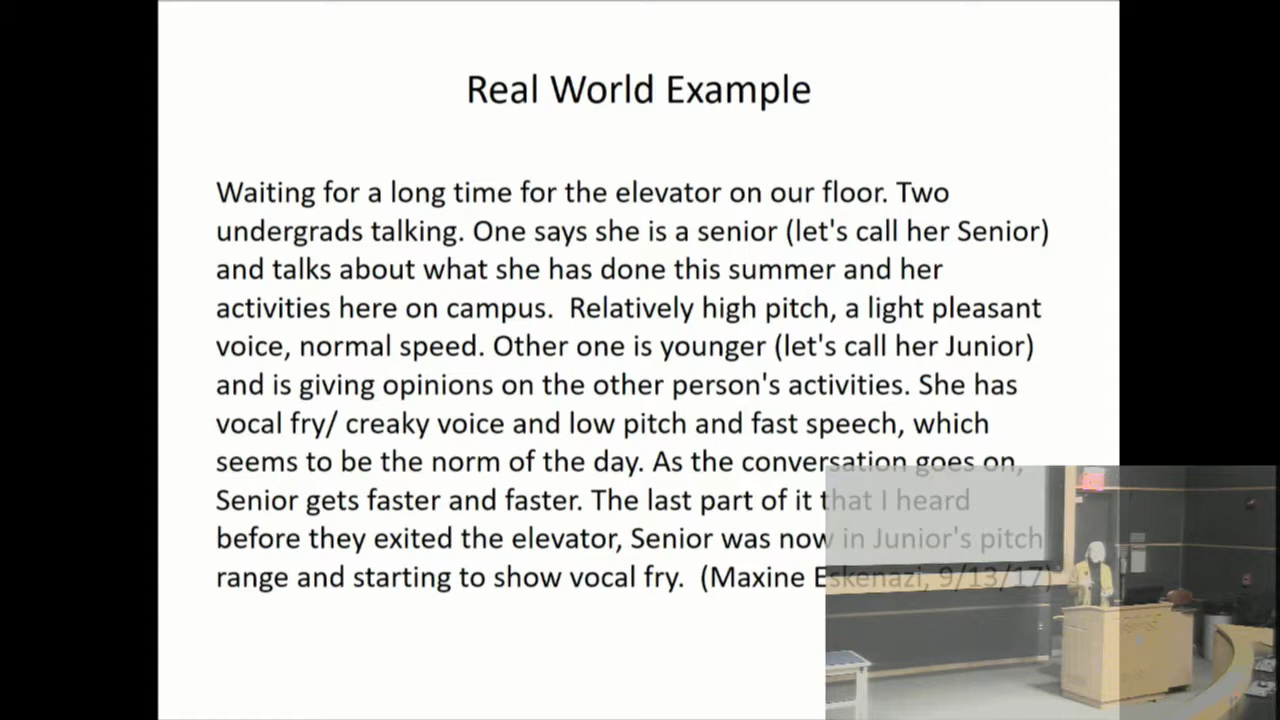 Real World Example
Waiting for a long time for the elevator on our floor. Two
undergrads talking. One says she is a senior (let's call her Senior)
and talks about what she has done this summer and her
activities here on campus.  Relatively high pitch, a light pleasant
voice, normal speed. Other one is younger (let's call her Junior)
and is giving opinions on the other person's activities. She has
vocal fry/ creaky voice and low pitch and fast speech, which
seems to be the norm of the day. As the conversation goes on,
Senior gets faster and faster. The last part of it that I heard
before they exited the elevator, Senior was now in Junior's pitch
range and starting to show vocal fry.  (Maxine Eskenazi, 9/13/17)